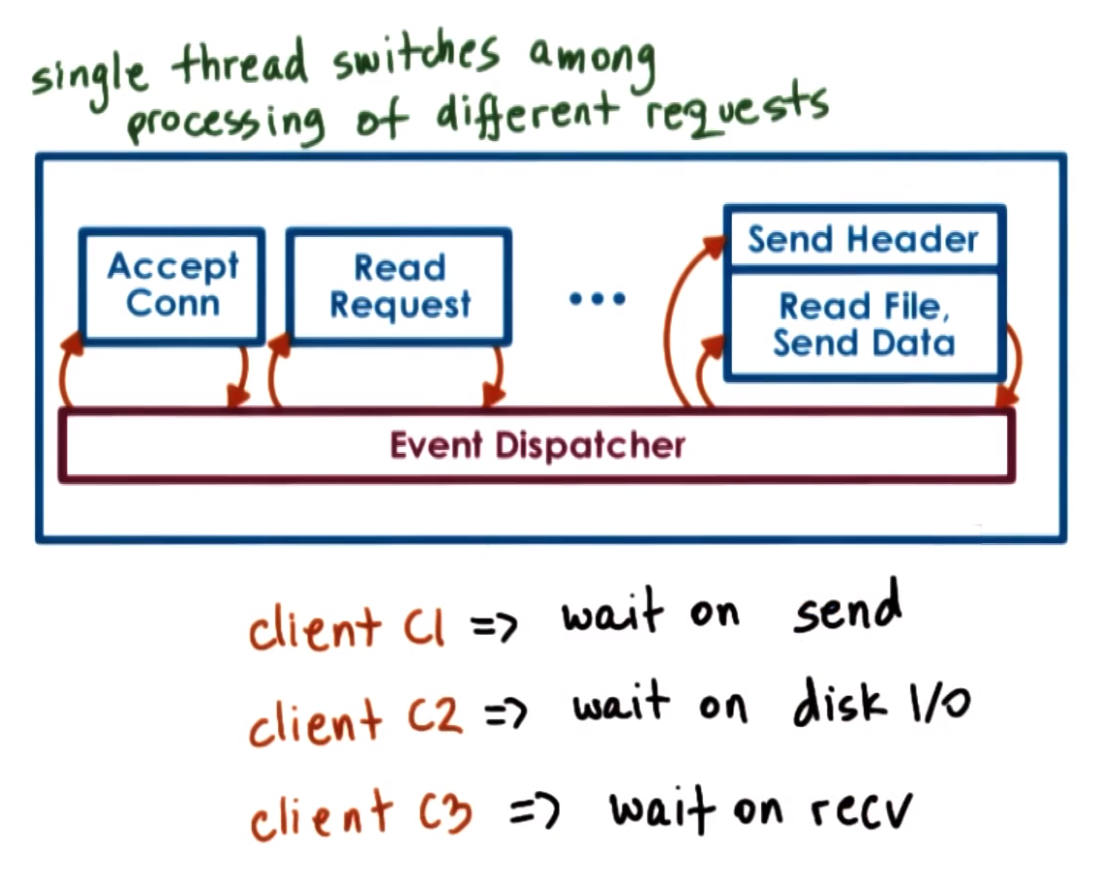 single thread switches among
processing of different requests
Accept
Conn
Read
Request
...
Send Header
Read File,
Send Data
Event Dispatcher
client C1 => wait on send
client C2 => wait on disk I/O
client C3 => wait on recv